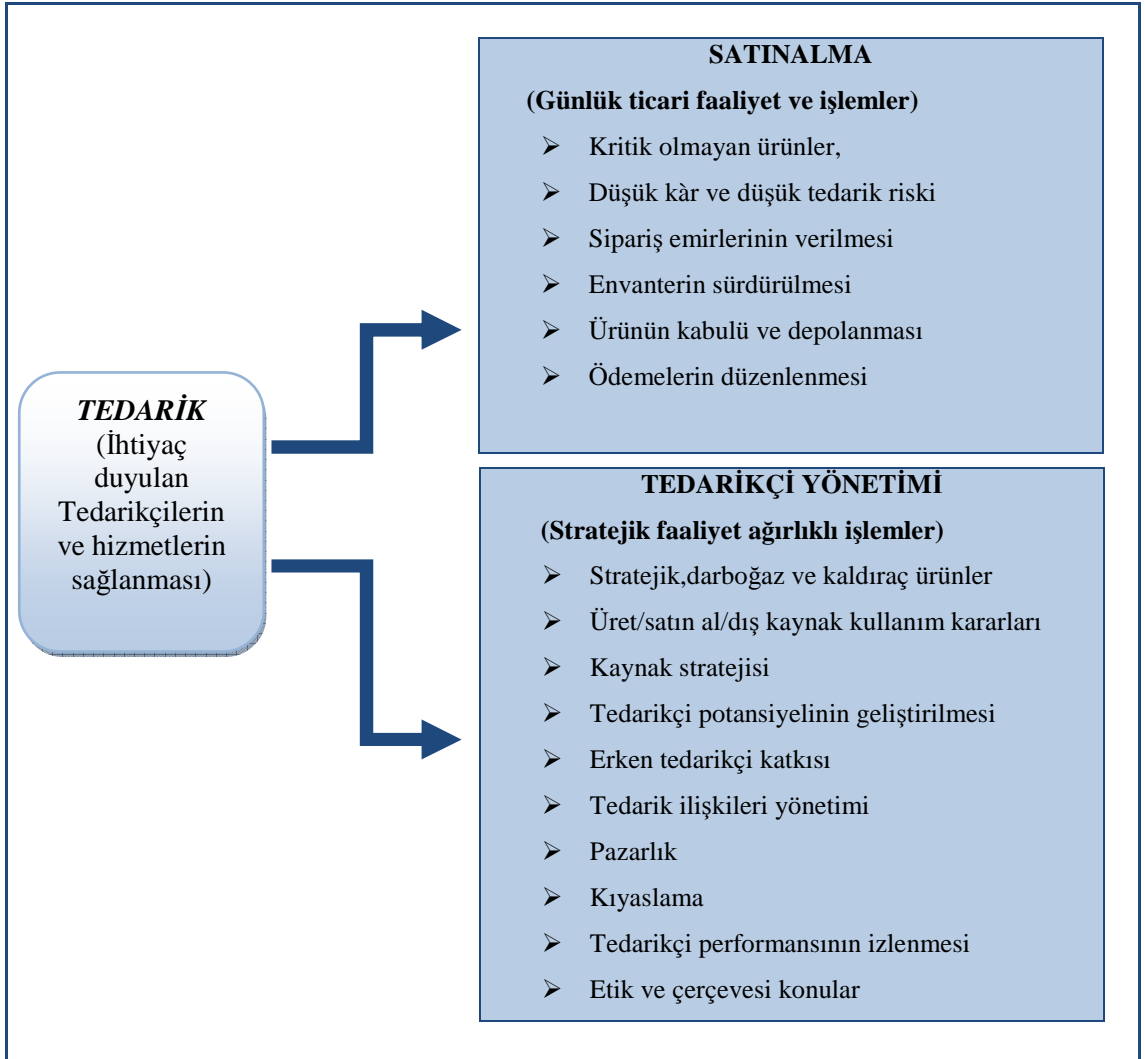 SATINALMA
(Günlük ticari faaliyet ve işlemler)
➢ Kritik olmayan ürünler,
➢ Düşük kàr ve düşük tedarik riski
➢ Sipariş emirlerinin verilmesi
➢ Envanterin sürdürülmesi
➢ Ürünün kabulü ve depolanması
➢ Ödemelerin düzenlenmesi
TEDARİK
(İhtiyaç
duyulan
Tedarikçilerin
ve hizmetlerin
sağlanması)
TEDARİKÇİ YÖNETİMİ
(Stratejik faaliyet ağırlıklı işlemler)
➢ Stratejik,darboğaz ve kaldıraç ürünler
➢ Üret/satın al/dış kaynak kullanım kararları
➢ Kaynak stratejisi
➢ Tedarikçi potansiyelinin geliştirilmesi
➢ Erken tedarikçi katkısı
➢ Tedarik ilişkileri yönetimi
➢ Pazarlık
➢ Kıyaslama
➢ Tedarikçi performansının izlenmesi
➢ Etik ve çerçevesi konular